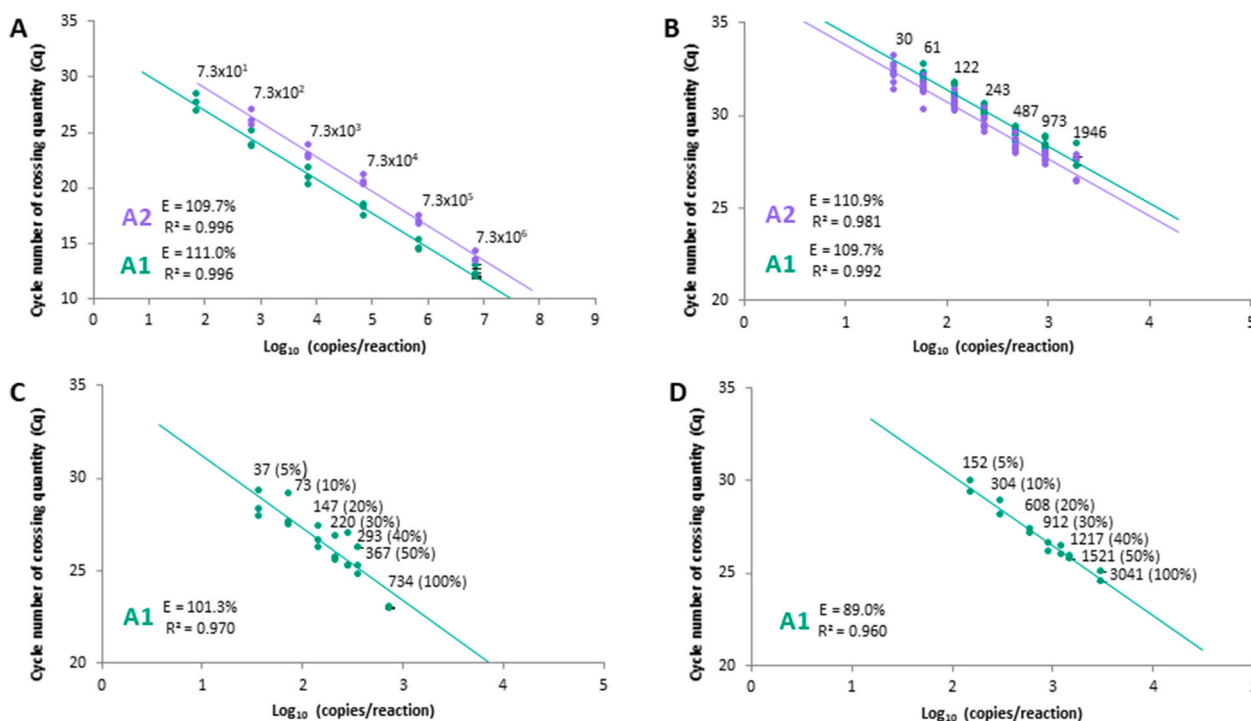 A
Cycle number of crossing quantity (Cq)
35
30
25
20
15
10
7.3x10¹
7.3x10²
7.3x10³
7.3x10⁴
7.3x10⁵
7.3x10⁶
A2
E = 109.7%
R² = 0.996
A1
E = 111.0%
R² = 0.996
0 1 2 3 4 5 6 7 8 9
Log₁₀ (copies/reaction)
B
Cycle number of crossing quantity (Cq)
35
30
25
20
30
61
122
243
487
973
1946
A2
E = 110.9%
R² = 0.981
A1
E = 109.7%
R² = 0.992
0 1 2 3 4 5
Log₁₀ (copies/reaction)
C
Cycle number of crossing quantity (Cq)
35
30
25
20
37 (5%)
73 (10%)
147 (20%)
220 (30%)
293 (40%)
367 (50%)
734 (100%)
A1
E = 101.3%
R² = 0.970
0 1 2 3 4 5
Log₁₀ (copies/reaction)
D
Cycle number of crossing quantity (Cq)
35
30
25
20
152 (5%)
304 (10%)
608 (20%)
912 (30%)
1217 (40%)
1521 (50%)
3041 (100%)
A1
E = 89.0%
R² = 0.960
0 1 2 3 4 5
Log₁₀ (copies/reaction)